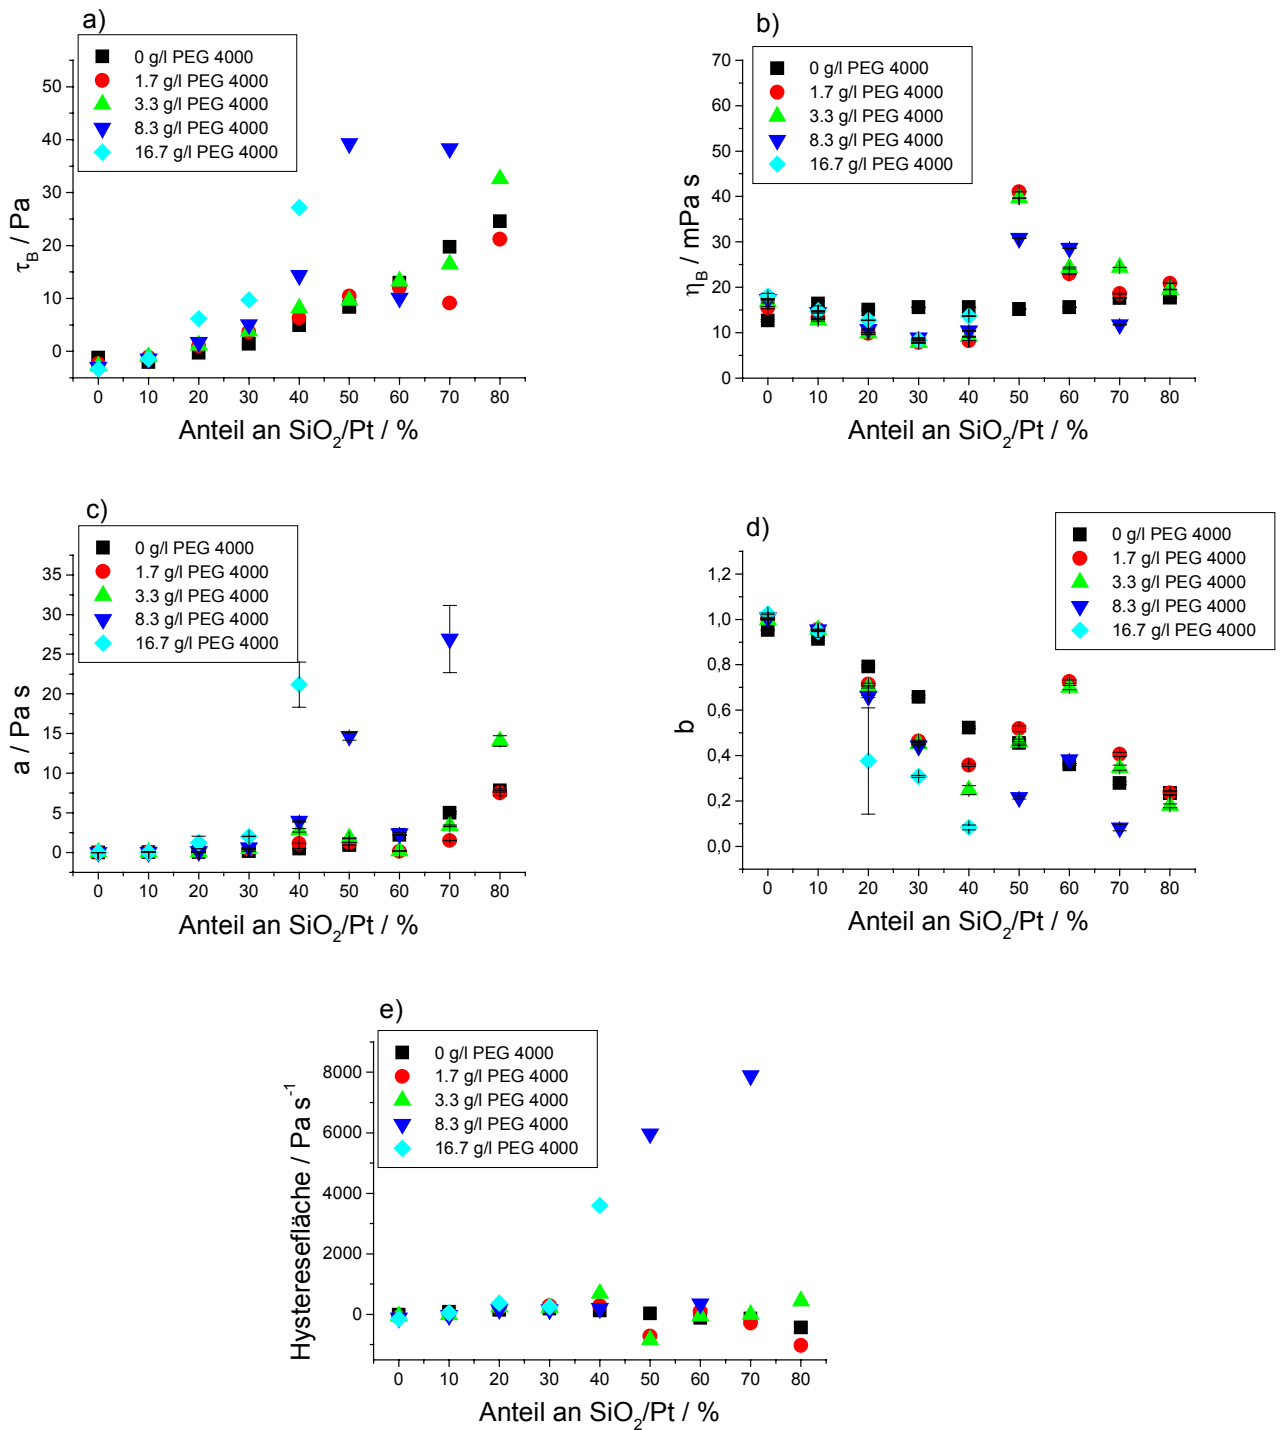 a)
0 g/l PEG 4000
1.7 g/l PEG 4000
3.3 g/l PEG 4000
8.3 g/l PEG 4000
16.7 g/l PEG 4000
τB / Pa
50
40
30
20
10
0
0 10 20 30 40 50 60 70 80
Anteil an SiO2/Pt / %
b)
0 g/l PEG 4000
1.7 g/l PEG 4000
3.3 g/l PEG 4000
8.3 g/l PEG 4000
16.7 g/l PEG 4000
ηB / mPa s
70
60
50
40
30
20
10
0
0 10 20 30 40 50 60 70 80
Anteil an SiO2/Pt / %
c)
0 g/l PEG 4000
1.7 g/l PEG 4000
3.3 g/l PEG 4000
8.3 g/l PEG 4000
16.7 g/l PEG 4000
a / Pa s
35
30
25
20
15
10
5
0
0 10 20 30 40 50 60 70 80
Anteil an SiO2/Pt / %
d)
0 g/l PEG 4000
1.7 g/l PEG 4000
3.3 g/l PEG 4000
8.3 g/l PEG 4000
16.7 g/l PEG 4000
b
1,2
1,0
0,8
0,6
0,4
0,2
0,0
0 10 20 30 40 50 60 70 80
Anteil an SiO2/Pt / %
e)
0 g/l PEG 4000
1.7 g/l PEG 4000
3.3 g/l PEG 4000
8.3 g/l PEG 4000
16.7 g/l PEG 4000
Hysteresefläche / Pa s-1
8000
6000
4000
2000
0
0 10 20 30 40 50 60 70 80
Anteil an SiO2/Pt / %